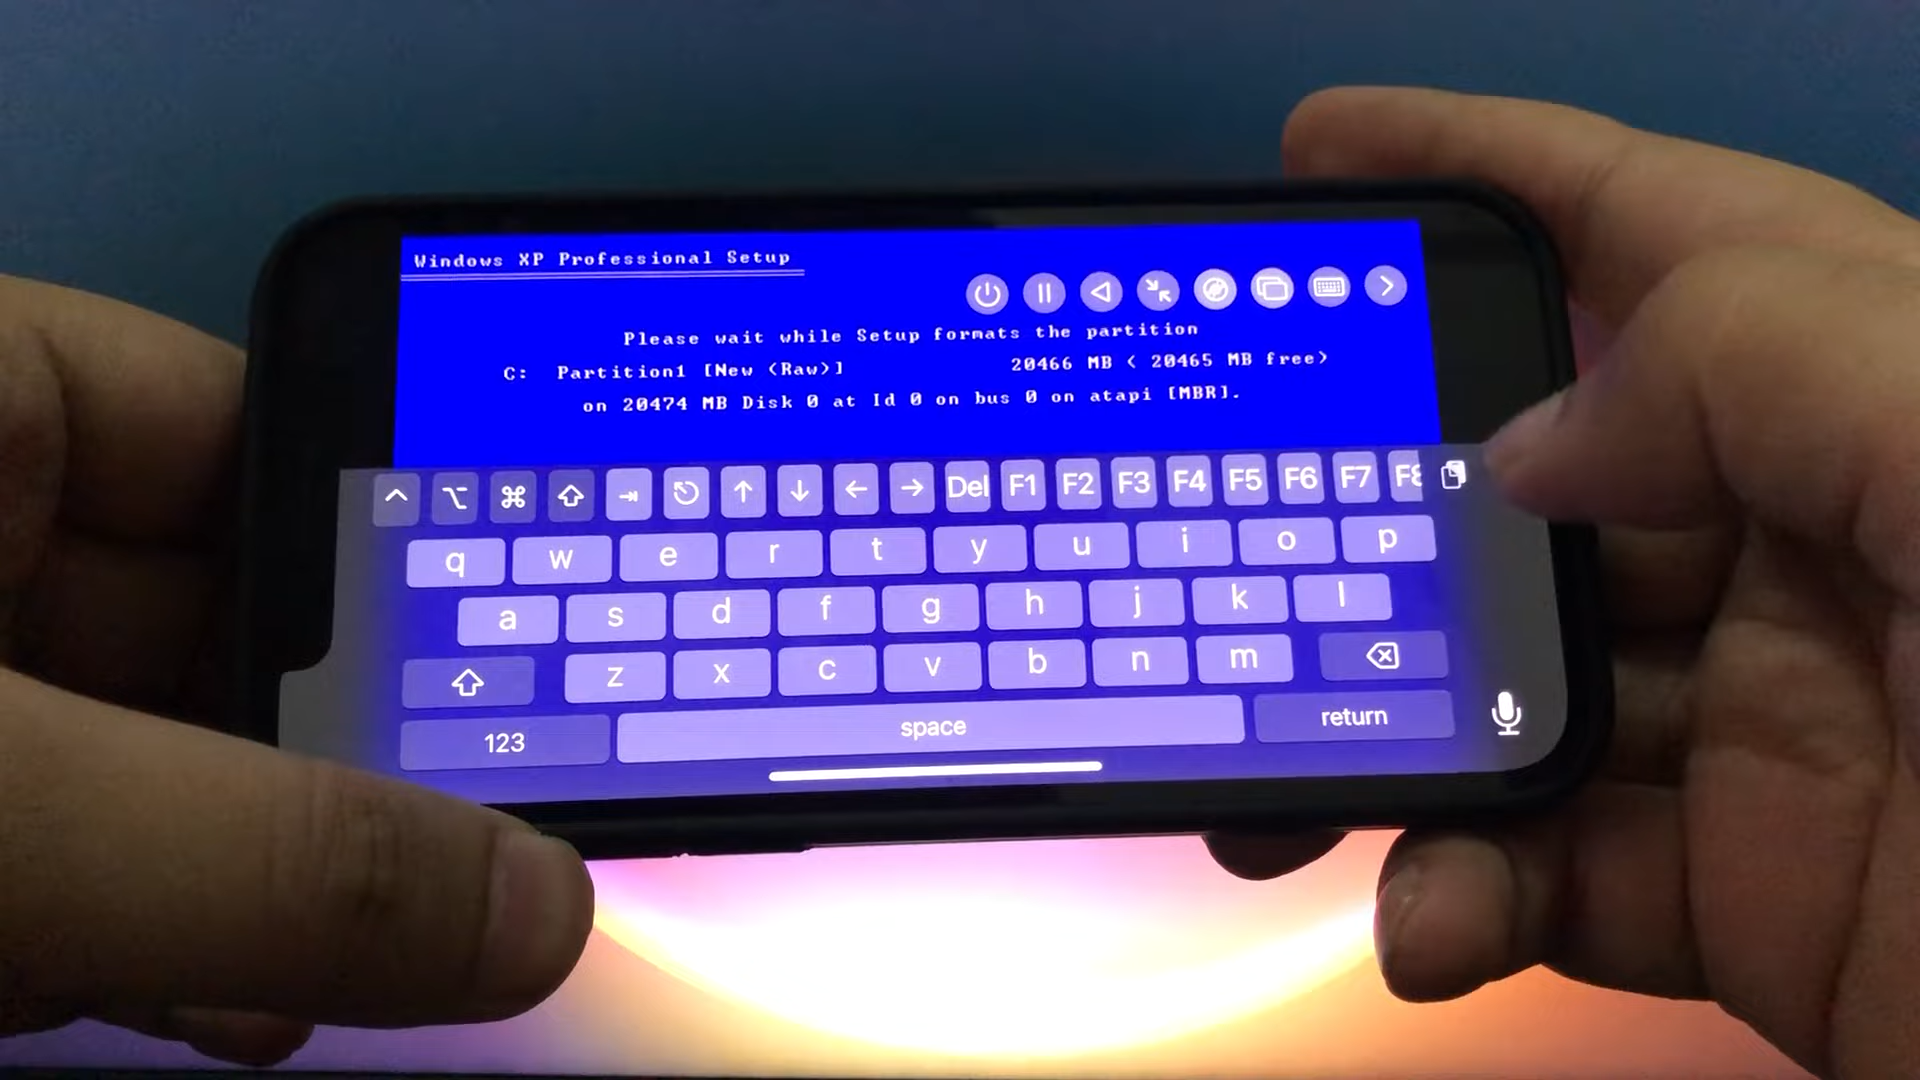 Windows XP Professional Setup
Please wait while Setup formats the partition
C: Partition1 [New (Raw)] 20466 MB ( 20465 MB free)
on 20474 MB Disk 0 at Id 0 on bus 0 on atapi [MBR].
Del F1 F2 F3 F4 F5 F6 F7 F8
q w e r t y u i o p
a s d f g h j k l
z x c v b n m
123 space return